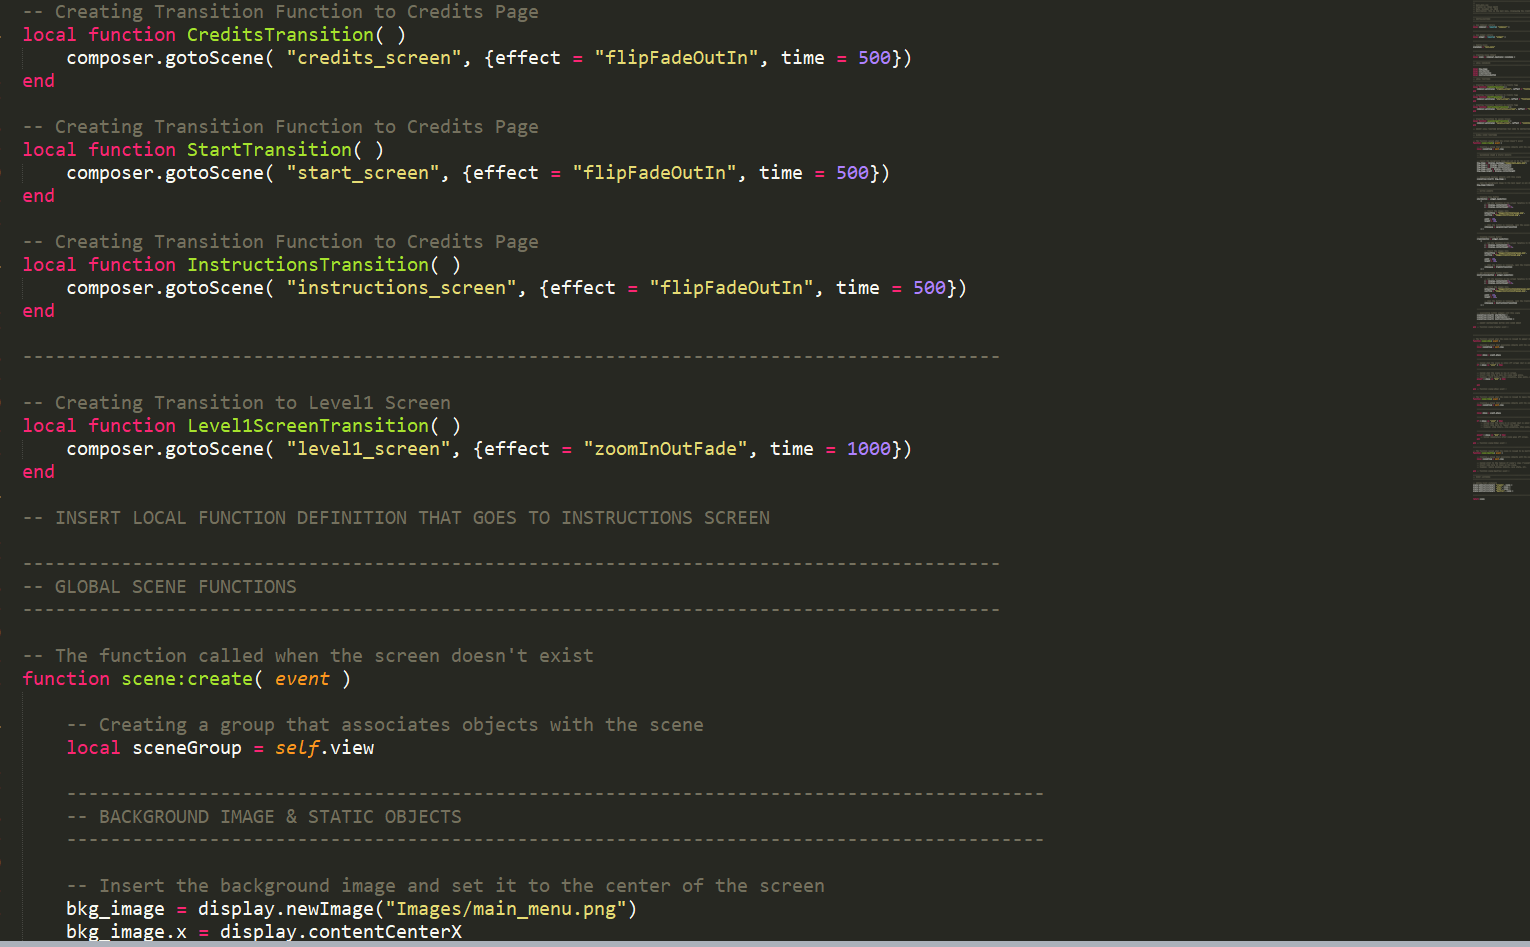 -- Creating Transition Function to Credits Page
local function CreditsTransition( )
    composer.gotoScene( "credits_screen", {effect = "flipFadeOutIn", time = 500})
end
-- Creating Transition Function to Credits Page
local function StartTransition( )
    composer.gotoScene( "start_screen", {effect = "flipFadeOutIn", time = 500})
end
-- Creating Transition Function to Credits Page
local function InstructionsTransition( )
    composer.gotoScene( "instructions_screen", {effect = "flipFadeOutIn", time = 500})
end
-----------------------------------------------------------------------------------------
-- Creating Transition to Level1 Screen
local function Level1ScreenTransition( )
    composer.gotoScene( "level1_screen", {effect = "zoomInOutFade", time = 1000})
end
-- INSERT LOCAL FUNCTION DEFINITION THAT GOES TO INSTRUCTIONS SCREEN
-----------------------------------------------------------------------------------------
-- GLOBAL SCENE FUNCTIONS
-----------------------------------------------------------------------------------------
-- The function called when the screen doesn't exist
function scene:create( event )
    -- Creating a group that associates objects with the scene
    local sceneGroup = self.view
    -----------------------------------------------------------------------------------------
    -- BACKGROUND IMAGE & STATIC OBJECTS
    -----------------------------------------------------------------------------------------
    -- Insert the background image and set it to the center of the screen
    bkg_image = display.newImage("Images/main_menu.png")
    bkg_image.x = display.contentCenterX